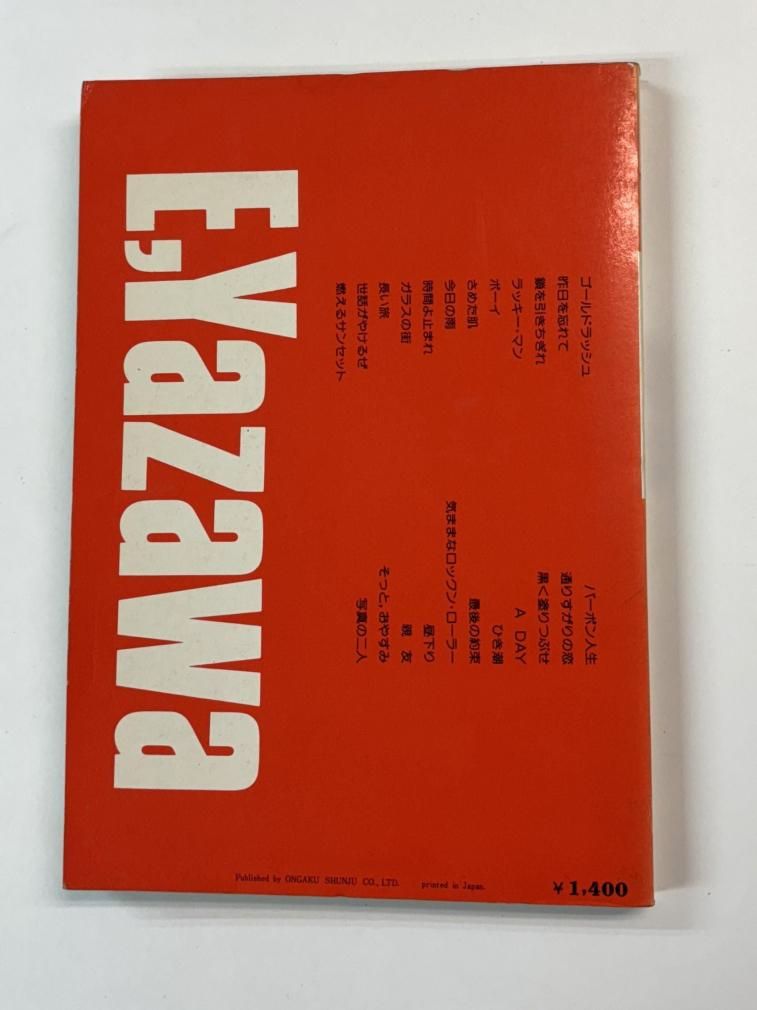 E,Yazawa
ゴールドラッシュ
昨日を忘れて
鎖を引きちぎれ
ラッキー・マン
ボーイ
さめた肌
今日の雨
時間よ止まれ
ガラスの街
長い旅
世話がやけるぜ
燃えるサンセット
バーボン人生
通りすがりの恋
黒く塗りつぶせ
A DAY
ひき潮
最後の約束
気ままなロックン・ローラー
昼下り
親 友
そっと,おやすみ
写真の二人
Published by ONGAKU SHUNJU CO., LTD. printed in Japan.
¥1,400